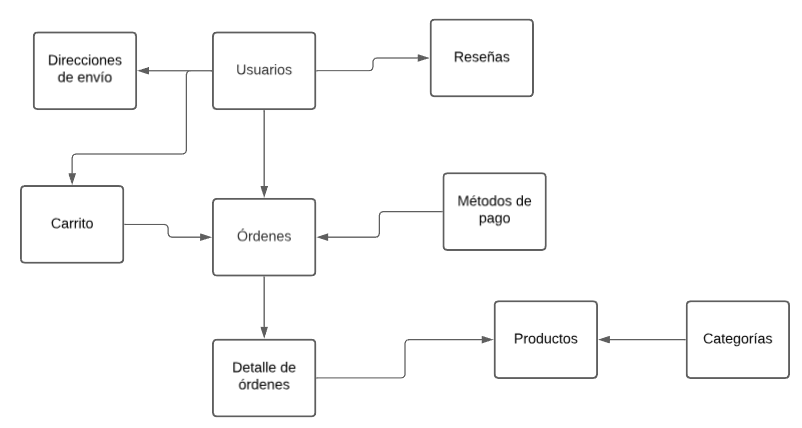 Direcciones
de envío
Usuarios
Reseñas
Carrito
Órdenes
Métodos de
pago
Detalle de
órdenes
Productos
Categorías